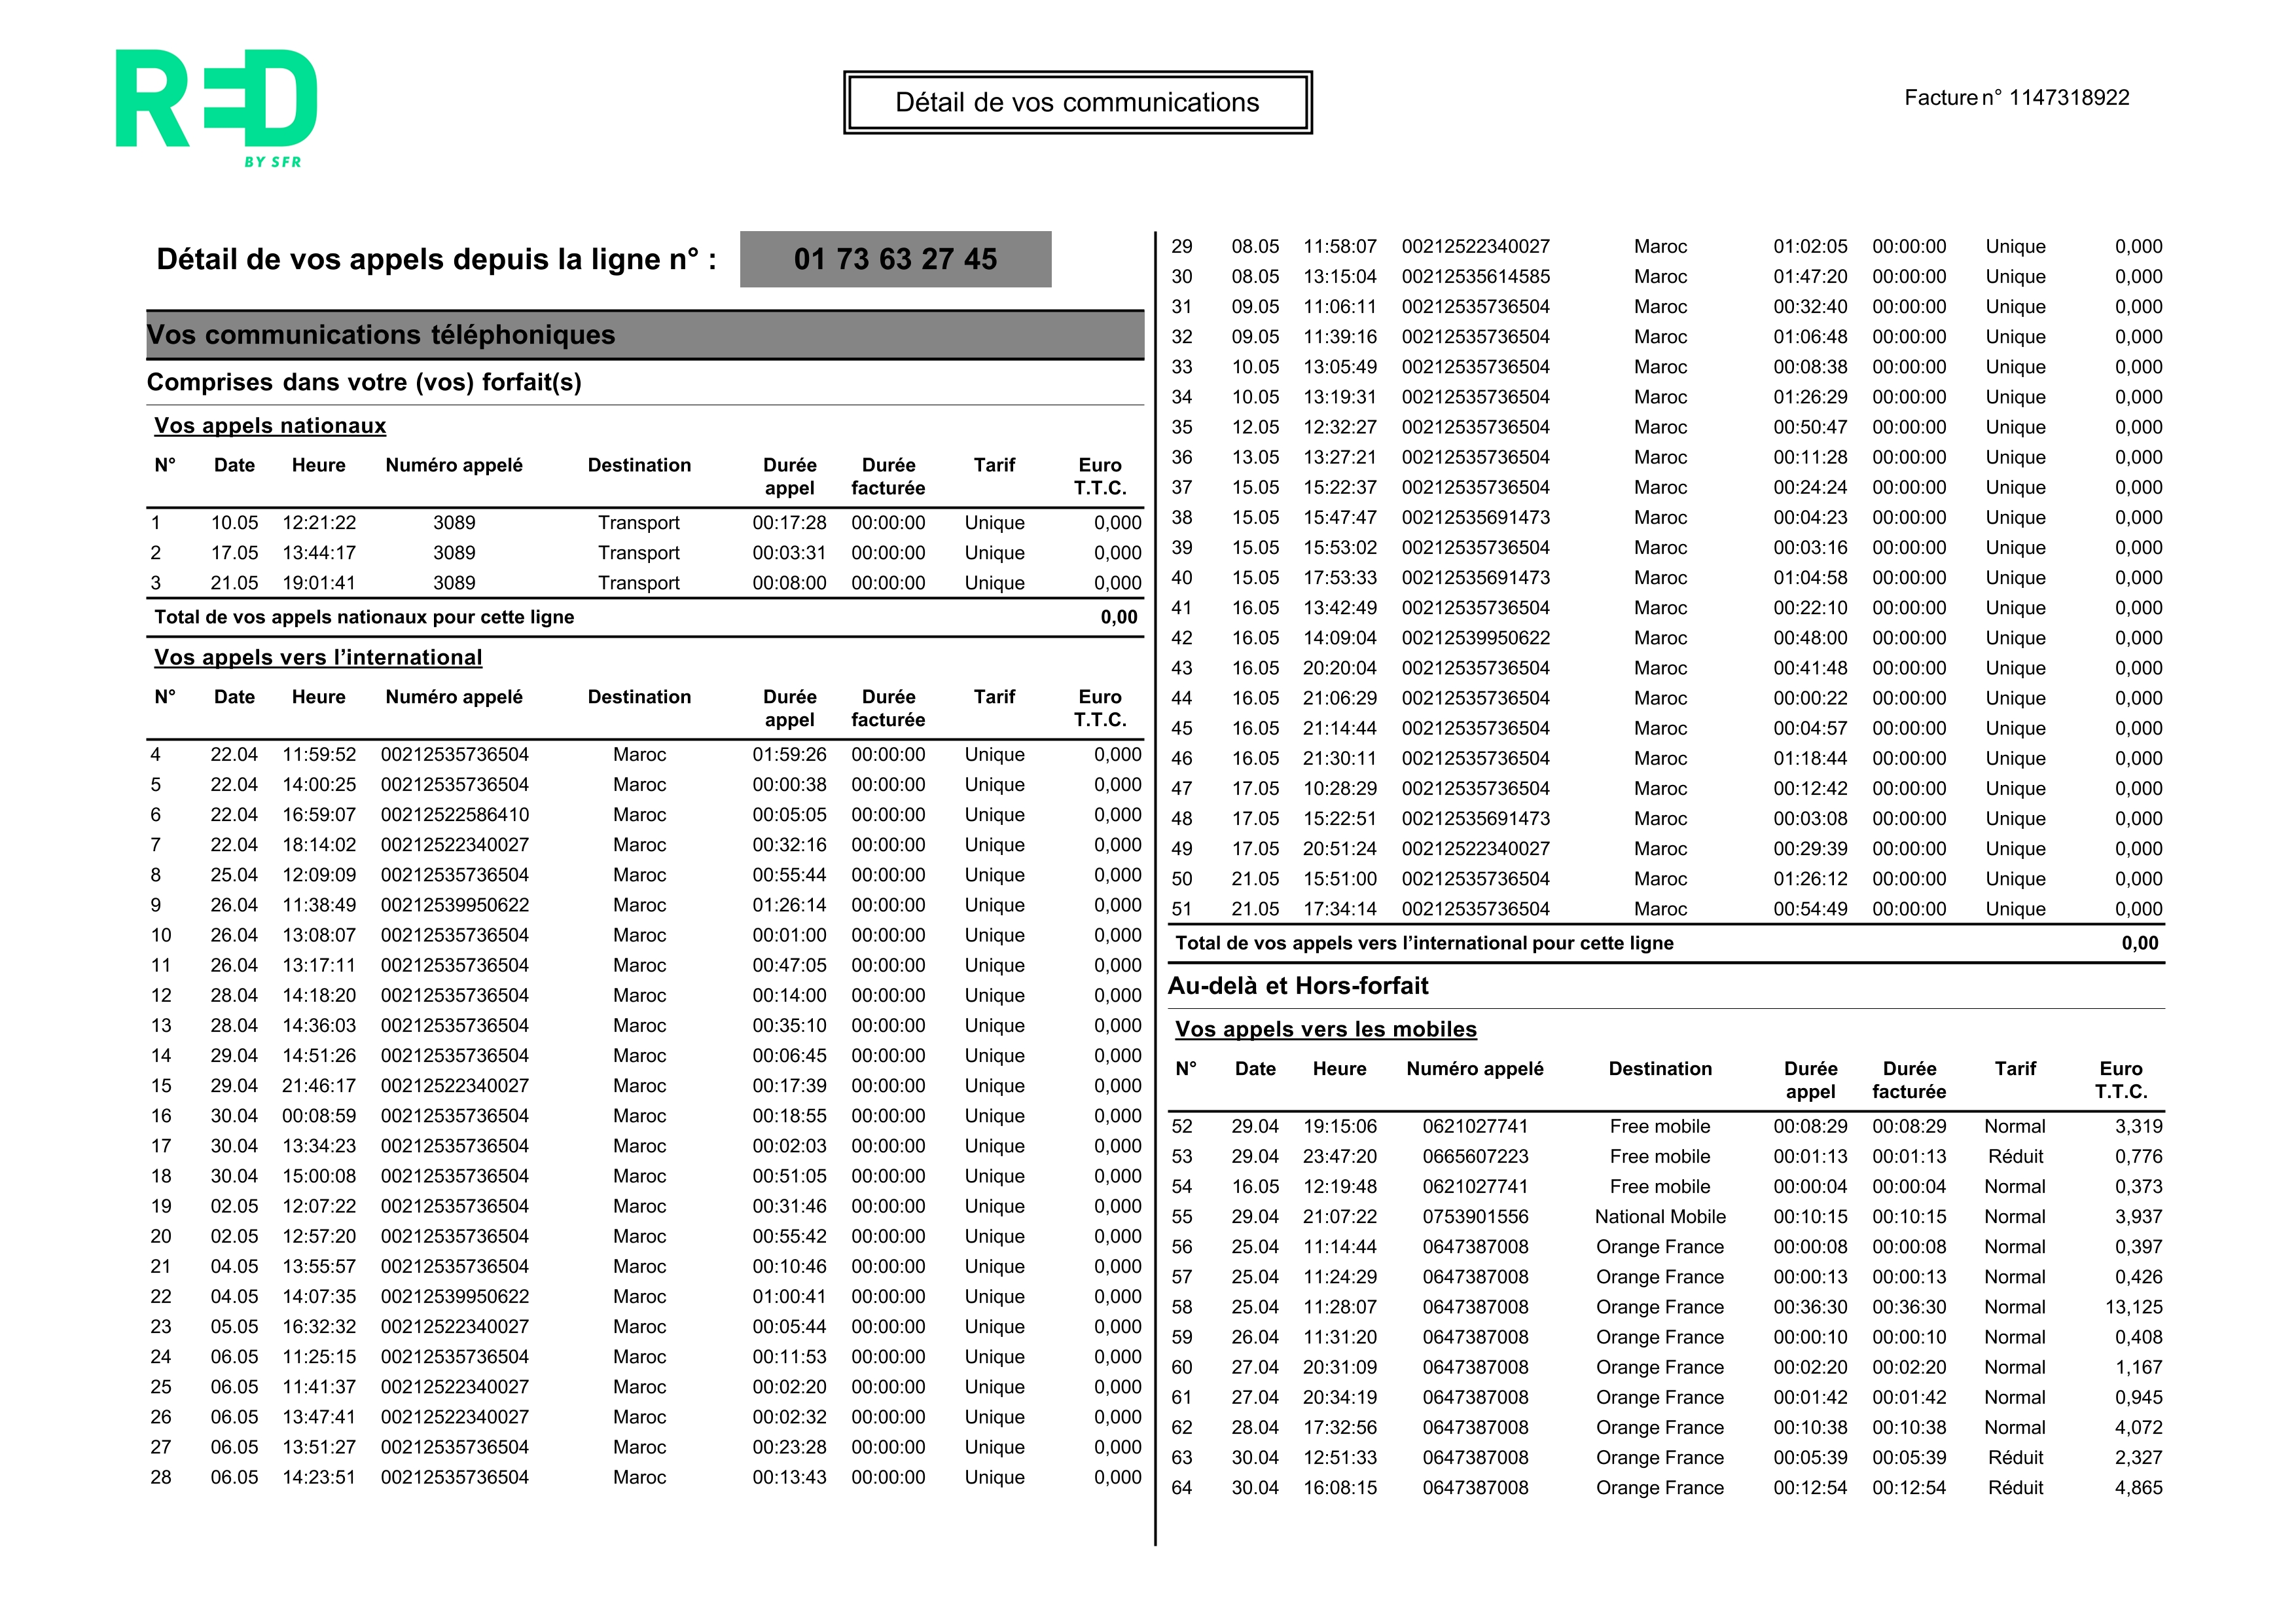 RED
BY SFR
Détail de vos communications
Facture n° 1147318922
Détail de vos appels depuis la ligne n° : 01 73 63 27 45
Vos communications téléphoniques
Comprises dans votre (vos) forfait(s)
Vos appels nationaux
N° Date Heure Numéro appelé Destination Durée appel Durée facturée Tarif Euro T.T.C.
1 10.05 12:21:22 3089 Transport 00:17:28 00:00:00 Unique 0,000
2 17.05 13:44:17 3089 Transport 00:03:31 00:00:00 Unique 0,000
3 21.05 19:01:41 3089 Transport 00:08:00 00:00:00 Unique 0,000
Total de vos appels nationaux pour cette ligne 0,00
Vos appels vers l’international
N° Date Heure Numéro appelé Destination Durée appel Durée facturée Tarif Euro T.T.C.
4 22.04 11:59:52 00212535736504 Maroc 01:59:26 00:00:00 Unique 0,000
5 22.04 14:00:25 00212535736504 Maroc 00:00:38 00:00:00 Unique 0,000
6 22.04 16:59:07 00212522586410 Maroc 00:05:05 00:00:00 Unique 0,000
7 22.04 18:14:02 00212522340027 Maroc 00:32:16 00:00:00 Unique 0,000
8 25.04 12:09:09 00212535736504 Maroc 00:55:44 00:00:00 Unique 0,000
9 26.04 11:38:49 00212539950622 Maroc 01:26:14 00:00:00 Unique 0,000
10 26.04 13:08:07 00212535736504 Maroc 00:01:00 00:00:00 Unique 0,000
11 26.04 13:17:11 00212535736504 Maroc 00:47:05 00:00:00 Unique 0,000
12 28.04 14:18:20 00212535736504 Maroc 00:14:00 00:00:00 Unique 0,000
13 28.04 14:36:03 00212535736504 Maroc 00:35:10 00:00:00 Unique 0,000
14 29.04 14:51:26 00212535736504 Maroc 00:06:45 00:00:00 Unique 0,000
15 29.04 21:46:17 00212522340027 Maroc 00:17:39 00:00:00 Unique 0,000
16 30.04 00:08:59 00212535736504 Maroc 00:18:55 00:00:00 Unique 0,000
17 30.04 13:34:23 00212535736504 Maroc 00:02:03 00:00:00 Unique 0,000
18 30.04 15:00:08 00212535736504 Maroc 00:51:05 00:00:00 Unique 0,000
19 02.05 12:07:22 00212535736504 Maroc 00:31:46 00:00:00 Unique 0,000
20 02.05 12:57:20 00212535736504 Maroc 00:55:42 00:00:00 Unique 0,000
21 04.05 13:55:57 00212535736504 Maroc 00:10:46 00:00:00 Unique 0,000
22 04.05 14:07:35 00212539950622 Maroc 01:00:41 00:00:00 Unique 0,000
23 05.05 16:32:32 00212522340027 Maroc 00:05:44 00:00:00 Unique 0,000
24 06.05 11:25:15 00212535736504 Maroc 00:11:53 00:00:00 Unique 0,000
25 06.05 11:41:37 00212522340027 Maroc 00:02:20 00:00:00 Unique 0,000
26 06.05 13:47:41 00212522340027 Maroc 00:02:32 00:00:00 Unique 0,000
27 06.05 13:51:27 00212535736504 Maroc 00:23:28 00:00:00 Unique 0,000
28 06.05 14:23:51 00212535736504 Maroc 00:13:43 00:00:00 Unique 0,000
29 08.05 11:58:07 00212522340027 Maroc 01:02:05 00:00:00 Unique 0,000
30 08.05 13:15:04 00212535614585 Maroc 01:47:20 00:00:00 Unique 0,000
31 09.05 11:06:11 00212535736504 Maroc 00:32:40 00:00:00 Unique 0,000
32 09.05 11:39:16 00212535736504 Maroc 01:06:48 00:00:00 Unique 0,000
33 10.05 13:05:49 00212535736504 Maroc 00:08:38 00:00:00 Unique 0,000
34 10.05 13:19:31 00212535736504 Maroc 01:26:29 00:00:00 Unique 0,000
35 12.05 12:32:27 00212535736504 Maroc 00:50:47 00:00:00 Unique 0,000
36 13.05 13:27:21 00212535736504 Maroc 00:11:28 00:00:00 Unique 0,000
37 15.05 15:22:37 00212535736504 Maroc 00:24:24 00:00:00 Unique 0,000
38 15.05 15:47:47 00212535691473 Maroc 00:04:23 00:00:00 Unique 0,000
39 15.05 15:53:02 00212535736504 Maroc 00:03:16 00:00:00 Unique 0,000
40 15.05 17:53:33 00212535691473 Maroc 01:04:58 00:00:00 Unique 0,000
41 16.05 13:42:49 00212535736504 Maroc 00:22:10 00:00:00 Unique 0,000
42 16.05 14:09:04 00212539950622 Maroc 00:48:00 00:00:00 Unique 0,000
43 16.05 20:20:04 00212535736504 Maroc 00:41:48 00:00:00 Unique 0,000
44 16.05 21:06:29 00212535736504 Maroc 00:00:22 00:00:00 Unique 0,000
45 16.05 21:14:44 00212535736504 Maroc 00:04:57 00:00:00 Unique 0,000
46 16.05 21:30:11 00212535736504 Maroc 01:18:44 00:00:00 Unique 0,000
47 17.05 10:28:29 00212535736504 Maroc 00:12:42 00:00:00 Unique 0,000
48 17.05 15:22:51 00212535691473 Maroc 00:03:08 00:00:00 Unique 0,000
49 17.05 20:51:24 00212522340027 Maroc 00:29:39 00:00:00 Unique 0,000
50 21.05 15:51:00 00212535736504 Maroc 01:26:12 00:00:00 Unique 0,000
51 21.05 17:34:14 00212535736504 Maroc 00:54:49 00:00:00 Unique 0,000
Total de vos appels vers l’international pour cette ligne 0,00
Au-delà et Hors-forfait
Vos appels vers les mobiles
N° Date Heure Numéro appelé Destination Durée appel Durée facturée Tarif Euro T.T.C.
52 29.04 19:15:06 0621027741 Free mobile 00:08:29 00:08:29 Normal 3,319
53 29.04 23:47:20 0665607223 Free mobile 00:01:13 00:01:13 Réduit 0,776
54 16.05 12:19:48 0621027741 Free mobile 00:00:04 00:00:04 Normal 0,373
55 29.04 21:07:22 0753901556 National Mobile 00:10:15 00:10:15 Normal 3,937
56 25.04 11:14:44 0647387008 Orange France 00:00:08 00:00:08 Normal 0,397
57 25.04 11:24:29 0647387008 Orange France 00:00:13 00:00:13 Normal 0,426
58 25.04 11:28:07 0647387008 Orange France 00:36:30 00:36:30 Normal 13,125
59 26.04 11:31:20 0647387008 Orange France 00:00:10 00:00:10 Normal 0,408
60 27.04 20:31:09 0647387008 Orange France 00:02:20 00:02:20 Normal 1,167
61 27.04 20:34:19 0647387008 Orange France 00:01:42 00:01:42 Normal 0,945
62 28.04 17:32:56 0647387008 Orange France 00:10:38 00:10:38 Normal 4,072
63 30.04 12:51:33 0647387008 Orange France 00:05:39 00:05:39 Réduit 2,327
64 30.04 16:08:15 0647387008 Orange France 00:12:54 00:12:54 Réduit 4,865